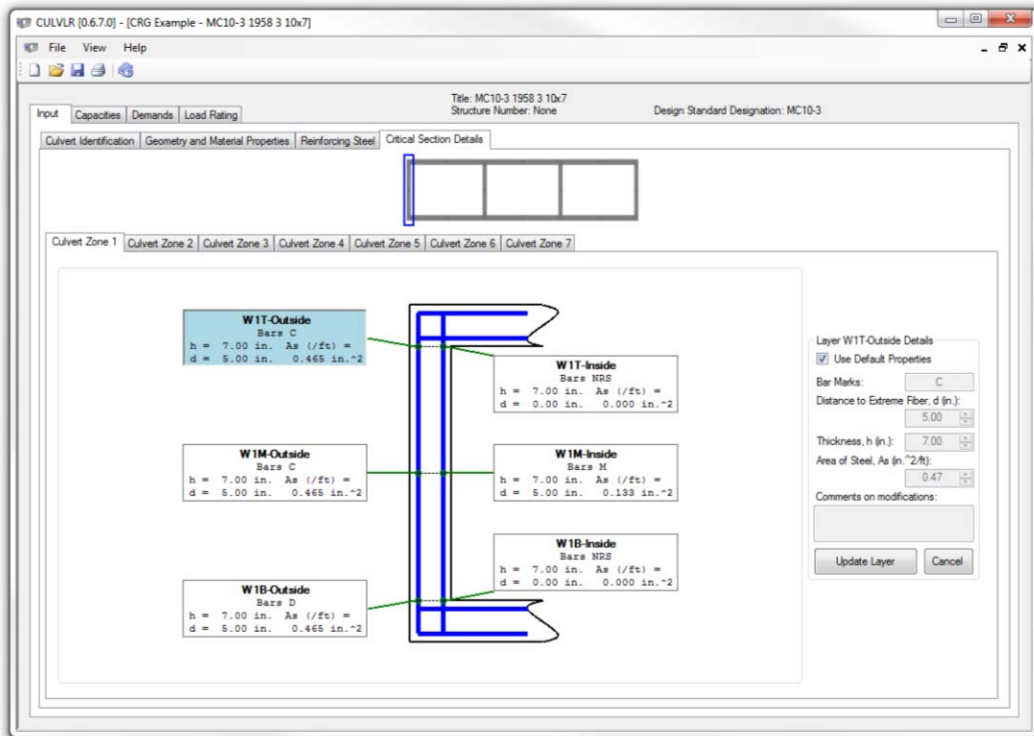 CULVLR [0.6.7.0] - [CRG Example - MC10-3 1958 3 10x7]
File View Help
Title: MC10-3 1958 3 10x7
Structure Number: None
Design Standard Designation: MC10-3
Input Capacities Demands Load Rating
Culvert Identification Geometry and Material Properties Reinforcing Steel Critical Section Details
Culvert Zone 1 Culvert Zone 2 Culvert Zone 3 Culvert Zone 4 Culvert Zone 5 Culvert Zone 6 Culvert Zone 7
W1T-Outside
Bars C
h = 7.00 in. As (/ft) =
d = 5.00 in. 0.465 in.^2
W1T-Inside
Bars NRS
h = 7.00 in. As (/ft) =
d = 0.00 in. 0.000 in.^2
W1M-Outside
Bars C
h = 7.00 in. As (/ft) =
d = 5.00 in. 0.465 in.^2
W1M-Inside
Bars M
h = 7.00 in. As (/ft) =
d = 5.00 in. 0.133 in.^2
W1B-Inside
Bars NRS
h = 7.00 in. As (/ft) =
d = 0.00 in. 0.000 in.^2
W1B-Outside
Bars D
h = 7.00 in. As (/ft) =
d = 5.00 in. 0.465 in.^2
Layer W1T-Outside Details
Use Default Properties
Bar Marks: C
Distance to Extreme Fiber, d (in.):
5.00
Thickness, h (in.): 7.00
Area of Steel, As (in.^2/ft):
0.47
Comments on modifications:
Update Layer Cancel